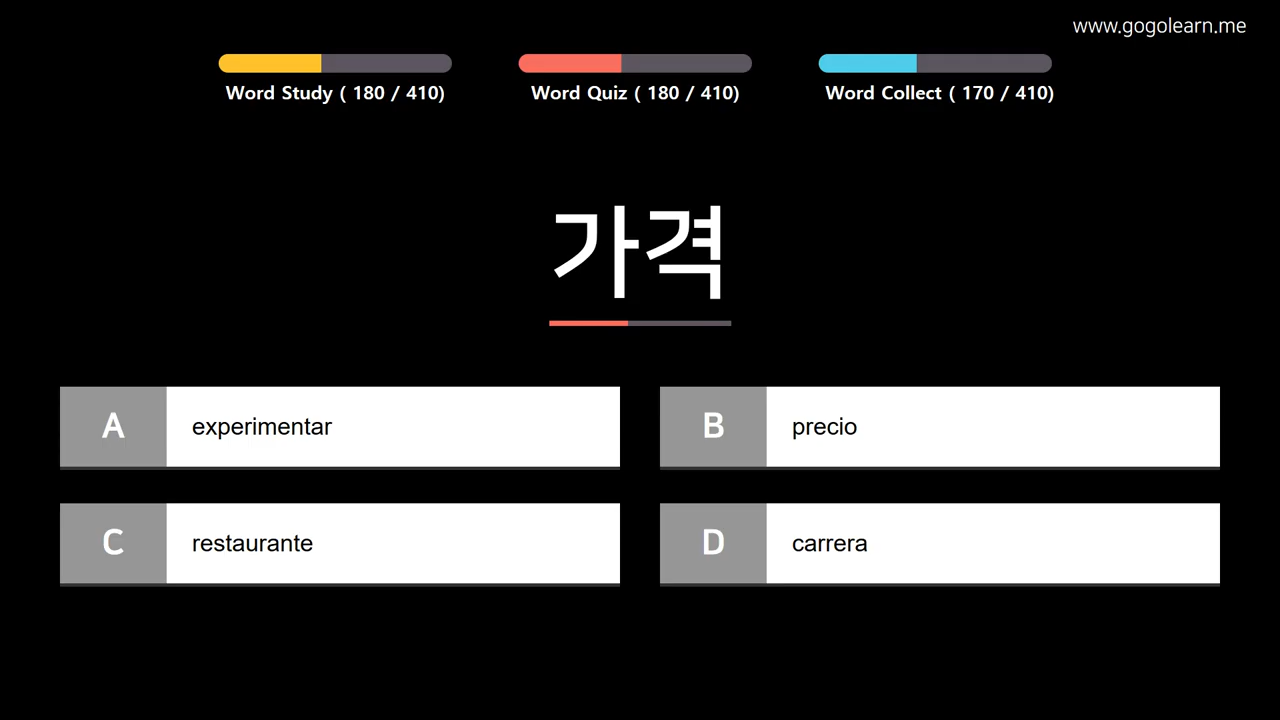 www.gogolearn.me
Word Study ( 180 / 410)
Word Quiz ( 180 / 410)
Word Collect ( 170 / 410)
가격
A experimentar
B precio
C restaurante
D carrera